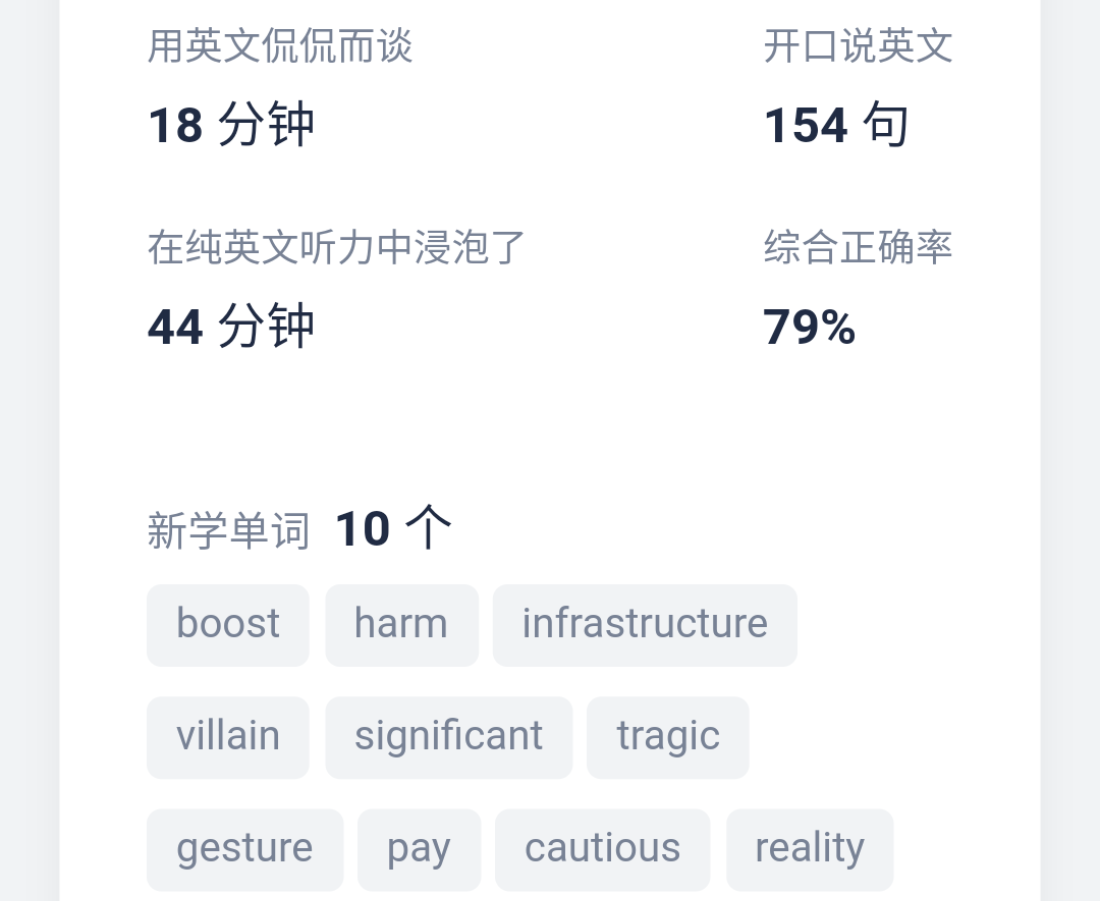 用英文侃侃而谈 开口说英文
18 分钟 154 句
在纯英文听力中浸泡了 综合正确率
44 分钟 79%
新学单词 10 个
boost harm infrastructure
villain significant tragic
gesture pay cautious reality